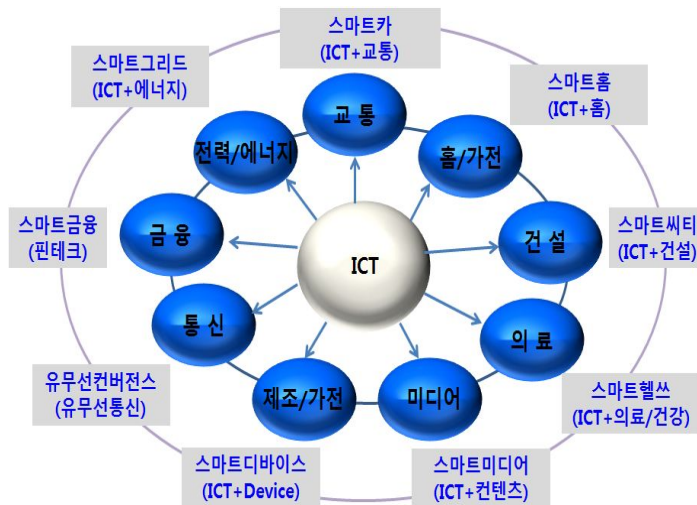 스마트카
(ICT+교통)
스마트그리드
(ICT+에너지)
스마트홈
(ICT+홈)
교 통
전력/에너지
홈/가전
스마트금융
(핀테크)
금 융
ICT
건 설
스마트씨티
(ICT+건설)
통 신
의 료
유무선컨버전스
(유무선통신)
제조/가전
미디어
스마트헬쓰
(ICT+의료/건강)
스마트디바이스
(ICT+Device)
스마트미디어
(ICT+컨텐츠)